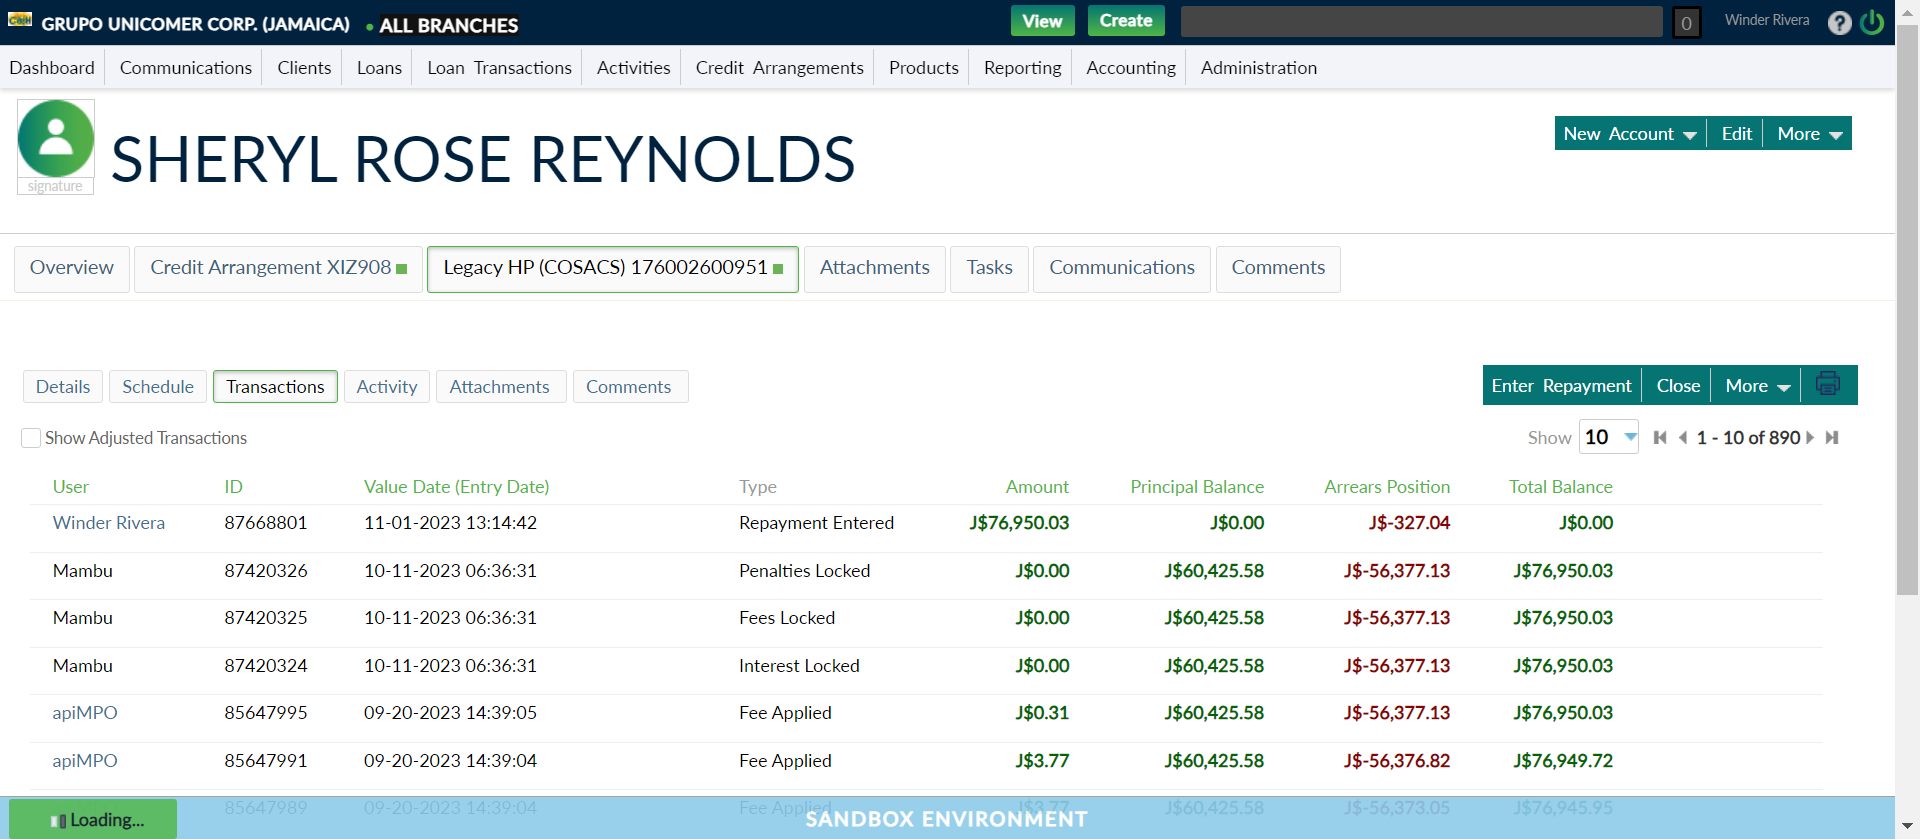 GRUPO UNICOMER CORP. (JAMAICA) • ALL BRANCHES View Create 0 Winder Rivera ?
Dashboard Communications Clients Loans Loan Transactions Activities Credit Arrangements Products Reporting Accounting Administration
signature
SHERYL ROSE REYNOLDS
New Account Edit More
Overview Credit Arrangement XIZ908 Legacy HP (COSACS) 176002600951 Attachments Tasks Communications Comments
Details Schedule Transactions Activity Attachments Comments Enter Repayment Close More
Show Adjusted Transactions Show 10 1 - 10 of 890
User ID Value Date (Entry Date) Type Amount Principal Balance Arrears Position Total Balance
Winder Rivera 87668801 11-01-2023 13:14:42 Repayment Entered J$76,950.03 J$0.00 J$-327.04 J$0.00
Mambu 87420326 10-11-2023 06:36:31 Penalties Locked J$0.00 J$60,425.58 J$-56,377.13 J$76,950.03
Mambu 87420325 10-11-2023 06:36:31 Fees Locked J$0.00 J$60,425.58 J$-56,377.13 J$76,950.03
Mambu 87420324 10-11-2023 06:36:31 Interest Locked J$0.00 J$60,425.58 J$-56,377.13 J$76,950.03
apiMPO 85647995 09-20-2023 14:39:05 Fee Applied J$0.31 J$60,425.58 J$-56,377.13 J$76,950.03
apiMPO 85647991 09-20-2023 14:39:04 Fee Applied J$3.77 J$60,425.58 J$-56,376.82 J$76,949.72
85647989 09-20-2023 14:39:04 Fee Applied J$3.77 J$60,425.58 J$-56,373.05 J$76,945.95
Loading... SANDBOX ENVIRONMENT